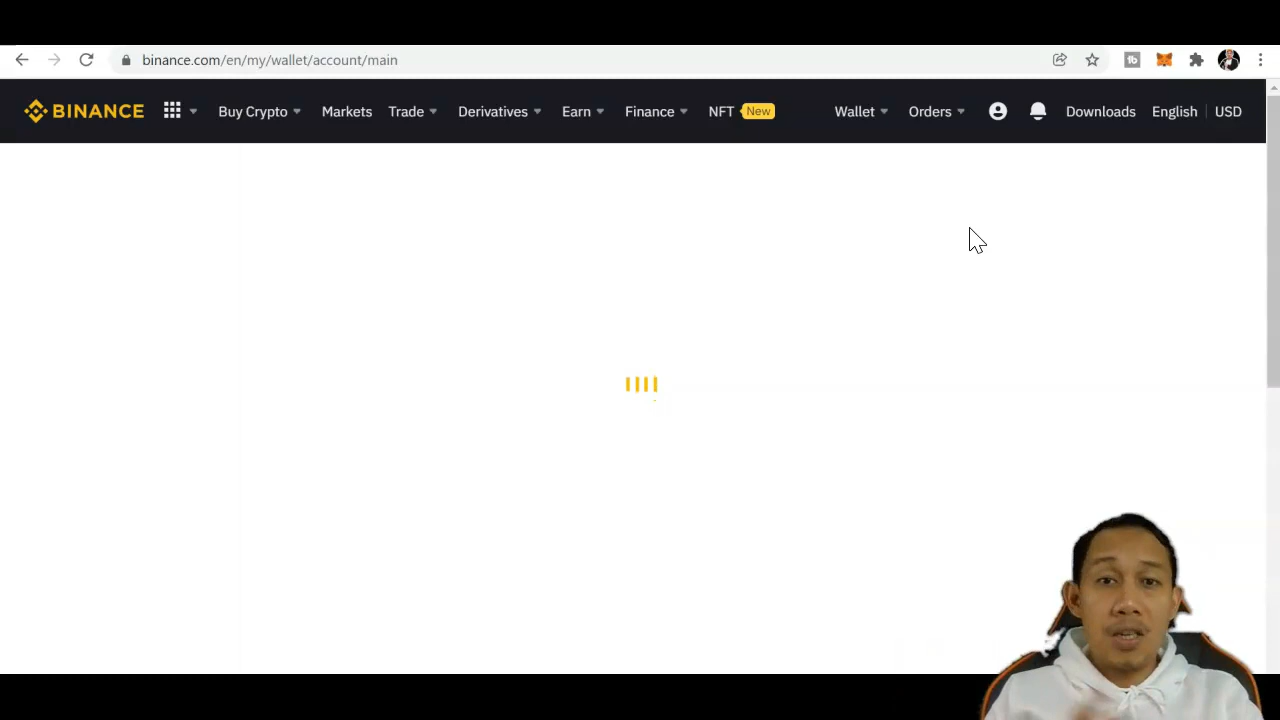 binance.com/en/my/wallet/account/main
BINANCE Buy Crypto Markets Trade Derivatives Earn Finance NFT New Wallet Orders Downloads English USD